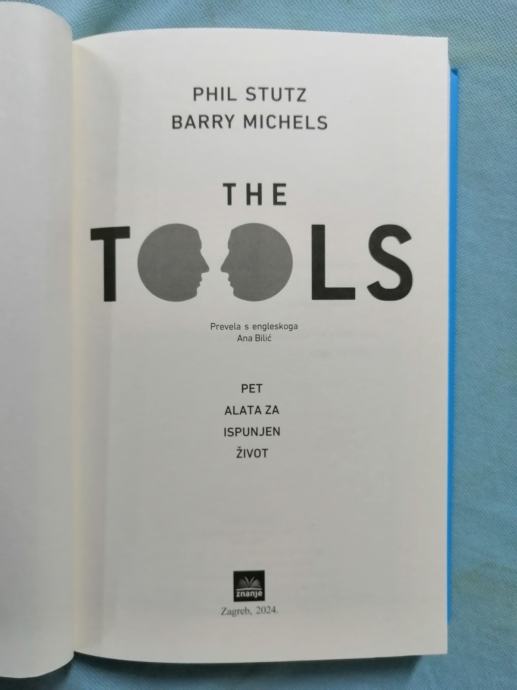 PHIL STUTZ
BARRY MICHELS
THE
TOOLS
Prevela s engleskoga
Ana Bilić
PET
ALATA ZA
ISPUNJEN
ŽIVOT
znanje
Zagreb, 2024.